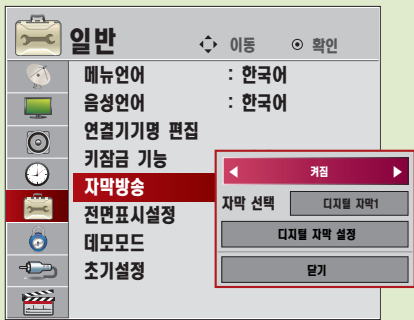 일반 이동 확인
메뉴언어 : 한국어
음성언어 : 한국어
연결기기명 편집
키잠금 기능
자막방송
전면표시설정
데모모드
초기설정
켜짐
자막 선택 디지털 자막1
디지털 자막 설정
닫기